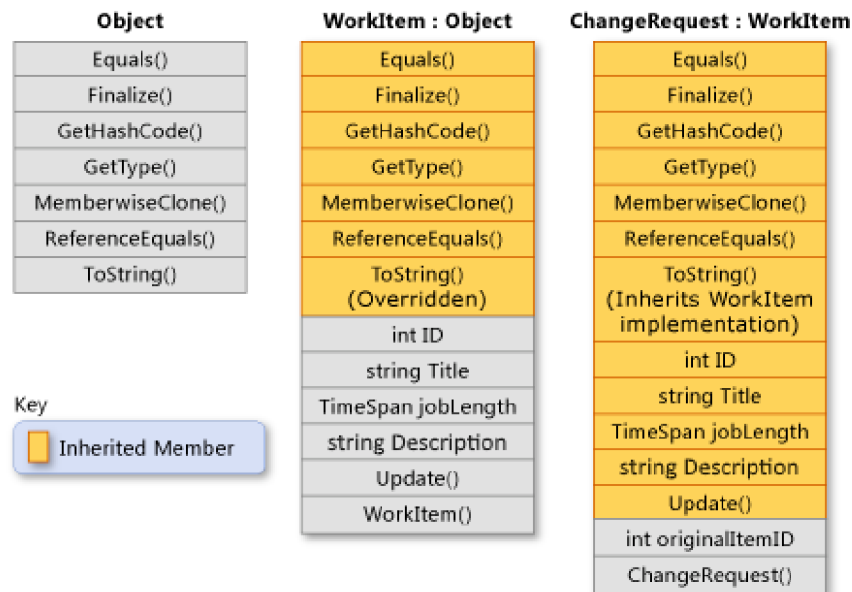 Object
Equals()
Finalize()
GetHashCode()
GetType()
MemberwiseClone()
ReferenceEquals()
ToString()
Key
Inherited Member
WorkItem : Object
Equals()
Finalize()
GetHashCode()
GetType()
MemberwiseClone()
ReferenceEquals()
ToString()
(Overridden)
int ID
string Title
TimeSpan jobLength
string Description
Update()
WorkItem()
ChangeRequest : WorkItem
Equals()
Finalize()
GetHashCode()
GetType()
MemberwiseClone()
ReferenceEquals()
ToString()
(Inherits WorkItem
implementation)
int ID
string Title
TimeSpan jobLength
string Description
Update()
int originalItemID
ChangeRequest()